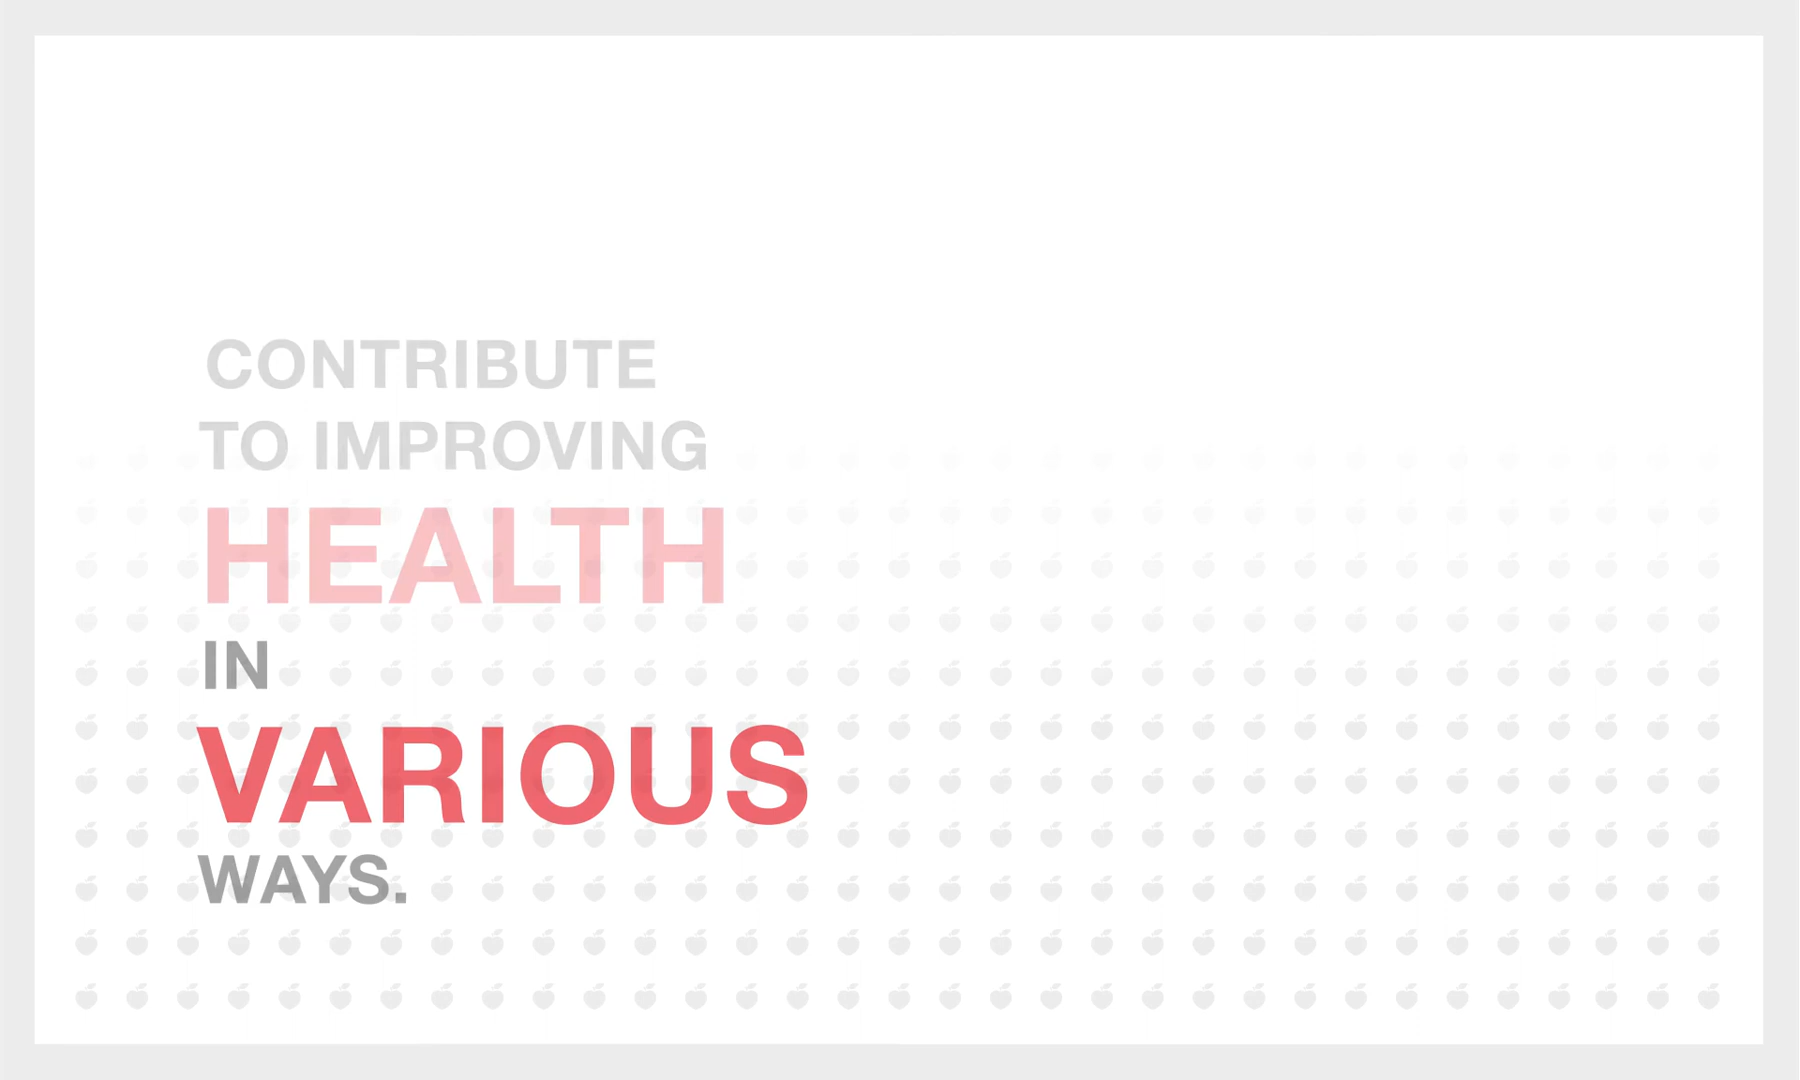 CONTRIBUTE
TO IMPROVING
HEALTH
IN
VARIOUS
WAYS.